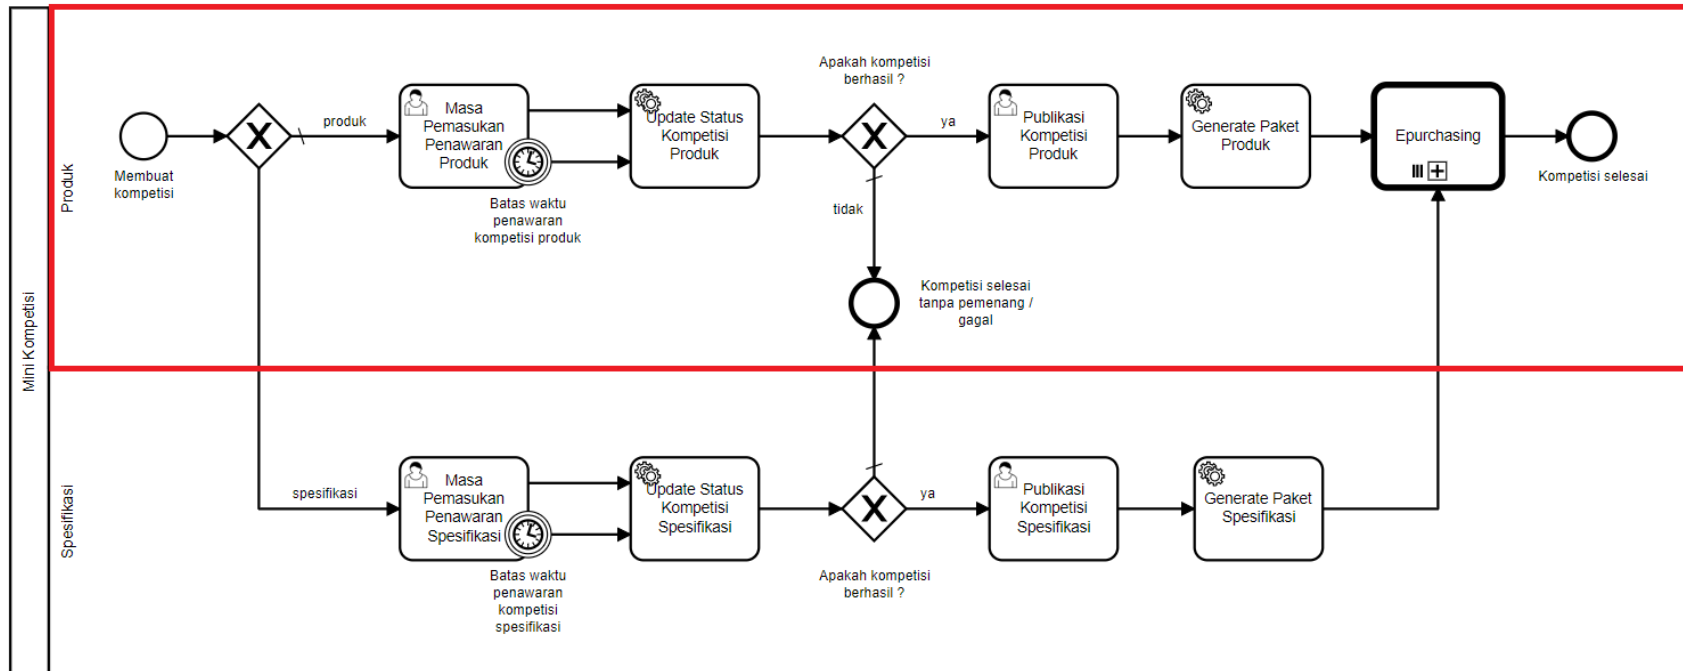 Mini Kompetisi
Produk
Membuat
kompetisi
produk
Masa
Pemasukan
Penawaran
Produk
Batas waktu
penawaran
kompetisi produk
Update Status
Kompetisi
Produk
Apakah kompetisi
berhasil ?
ya
tidak
Publikasi
Kompetisi
Produk
Generate Paket
Produk
Epurchasing
Kompetisi selesai
Kompetisi selesai
tanpa pemenang /
gagal
Spesifikasi
spesifikasi
Masa
Pemasukan
Penawaran
Spesifikasi
Batas waktu
penawaran
kompetisi
spesifikasi
Update Status
Kompetisi
Spesifikasi
Apakah kompetisi
berhasil ?
ya
Publikasi
Kompetisi
Spesifikasi
Generate Paket
Spesifikasi